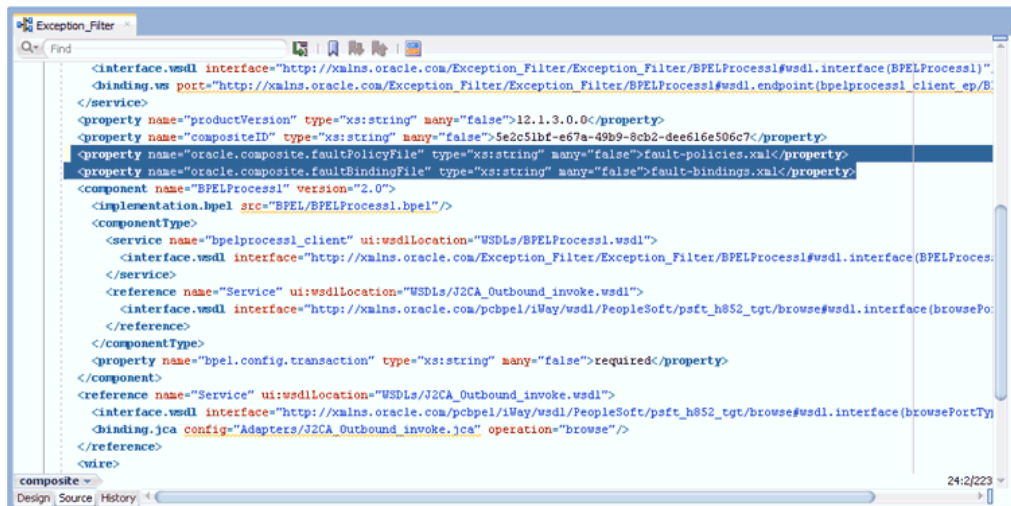 Exception_Filter
Find
<interface.wsdl interface="http://xmlns.oracle.com/Exception_Filter/Exception_Filter/BPELProcess1#wsdl.interface(BPELProcess1)"
<binding.ws port="http://xmlns.oracle.com/Exception_Filter/Exception_Filter/BPELProcess1#wsdl.endpoint(bpelprocess1_client_ep/B
</service>
<property name="productVersion" type="xs:string" many="false">12.1.3.0.0</property>
<property name="compositeID" type="xs:string" many="false">5e2c51bf-e67a-49b9-8cb2-dee616e506c7</property>
<property name="oracle.composite.faultPolicyFile" type="xs:string" many="false">fault-policies.xml</property>
<property name="oracle.composite.faultBindingFile" type="xs:string" many="false">fault-bindings.xml</property>
<component name="BPELProcess1" version="2.0">
<implementation.bpel src="BPEL/BPELProcess1.bpel"/>
<componentType>
<service name="bpelprocess1_client" ui:wsdlLocation="WSDLs/BPELProcess1.wsdl">
<interface.wsdl interface="http://xmlns.oracle.com/Exception_Filter/Exception_Filter/BPELProcess1#wsdl.interface(BPELProces
</service>
<reference name="Service" ui:wsdlLocation="WSDLs/J2CA_Outbound_invoke.wsdl">
<interface.wsdl interface="http://xmlns.oracle.com/pcbpel/iWay/wsdl/PeopleSoft/psft_h852_tgt/browse#wsdl.interface(browsePo
</reference>
</componentType>
<property name="bpel.config.transaction" type="xs:string" many="false">required</property>
</component>
<reference name="Service" ui:wsdlLocation="WSDLs/J2CA_Outbound_invoke.wsdl">
<interface.wsdl interface="http://xmlns.oracle.com/pcbpel/iWay/wsdl/PeopleSoft/psft_h852_tgt/browse#wsdl.interface(browsePortTy
<binding.jca config="Adapters/J2CA_Outbound_invoke.jca" operation="browse"/>
</reference>
<wire>
composite 24:2/223
Design Source History